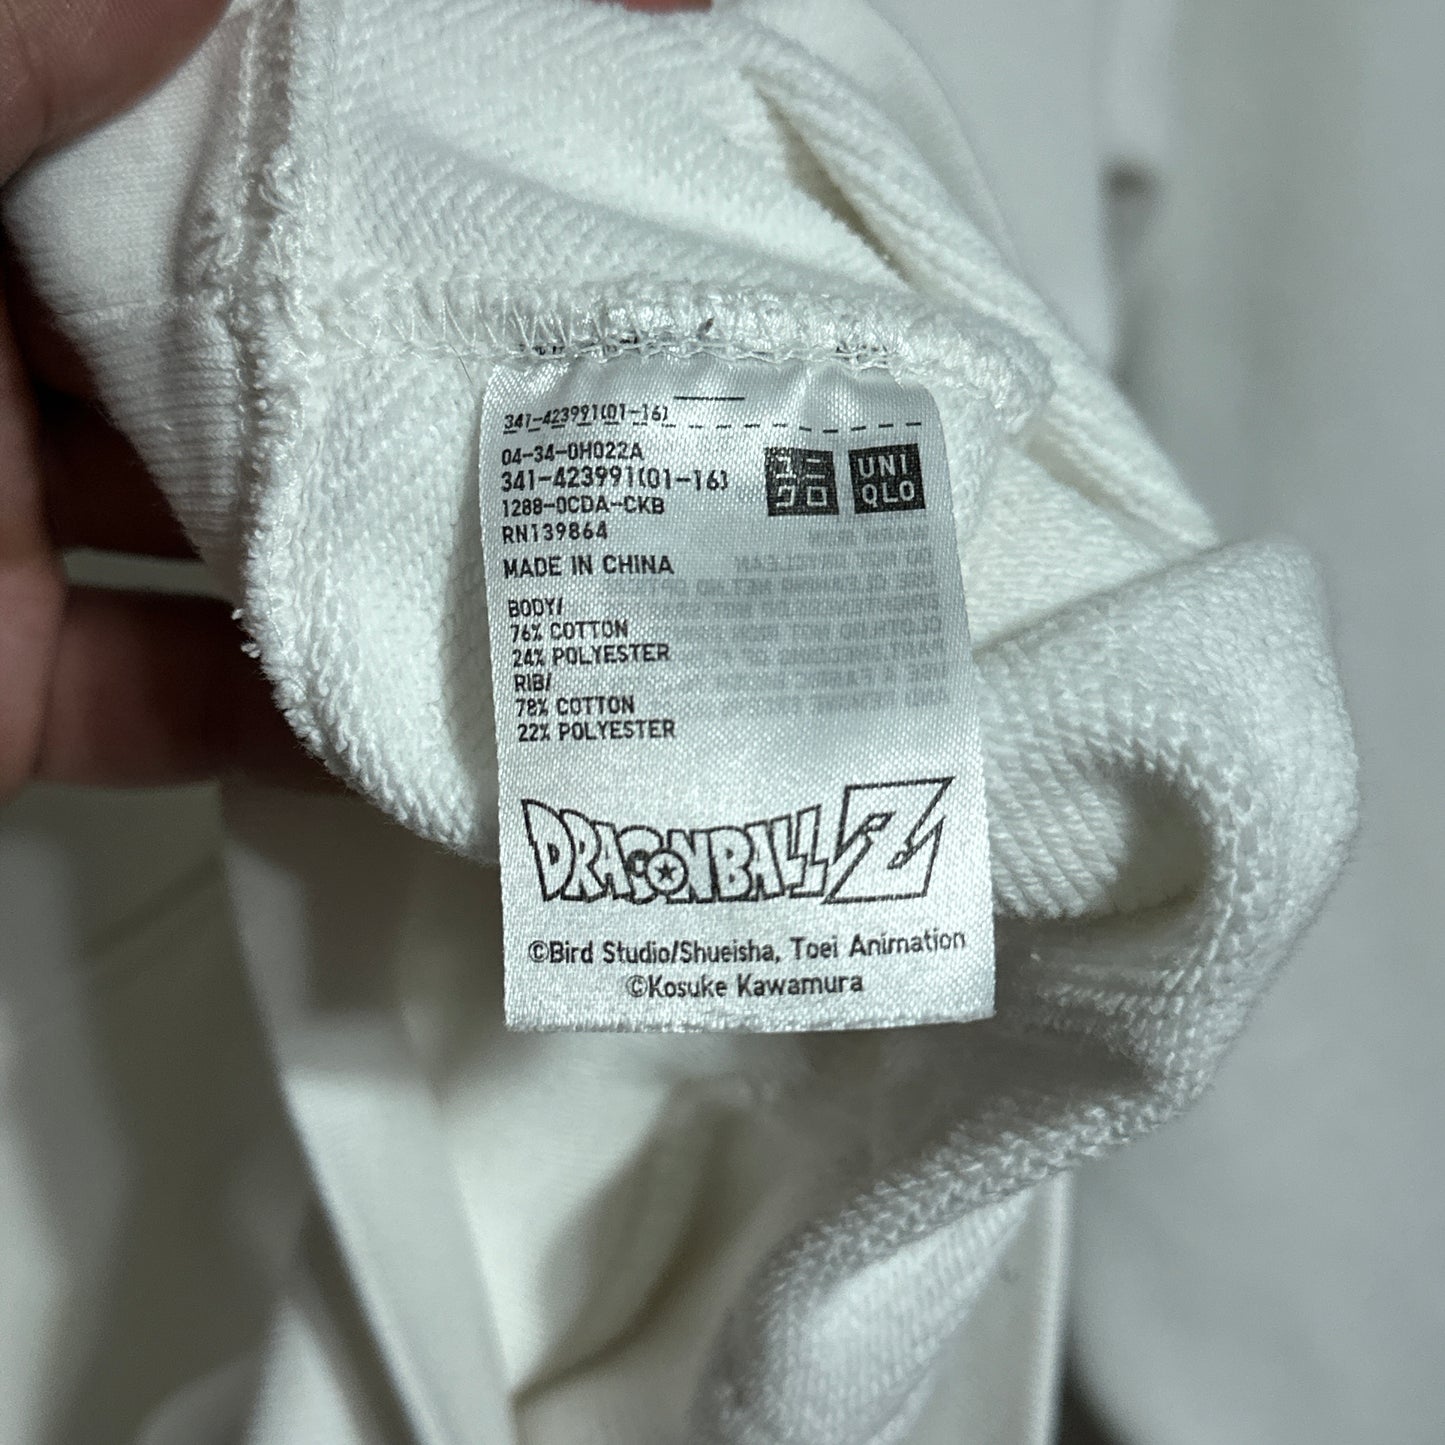 341-423991(01-16)
04-34-0H022A
341-423991(01-16)
ユニ
クロ
UNI
QLO
1288-0CDA-CKB
RN139864
MADE IN CHINA
BODY/
76% COTTON
24% POLYESTER
RIB/
78% COTTON
22% POLYESTER
DRAGONBALL Z
©Bird Studio/Shueisha, Toei Animation
©Kosuke Kawamura